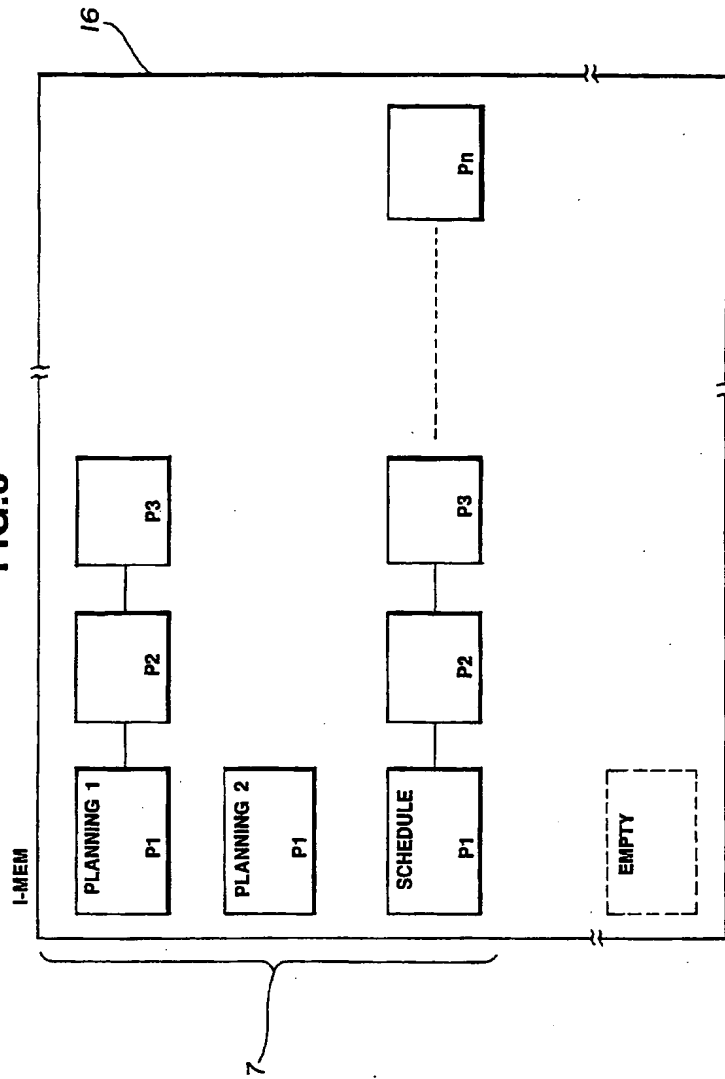 I-MEM
16
PLANNING 1
P1
P2
P3
PLANNING 2
P1
7
SCHEDULE
P1
P2
P3
Pn
EMPTY